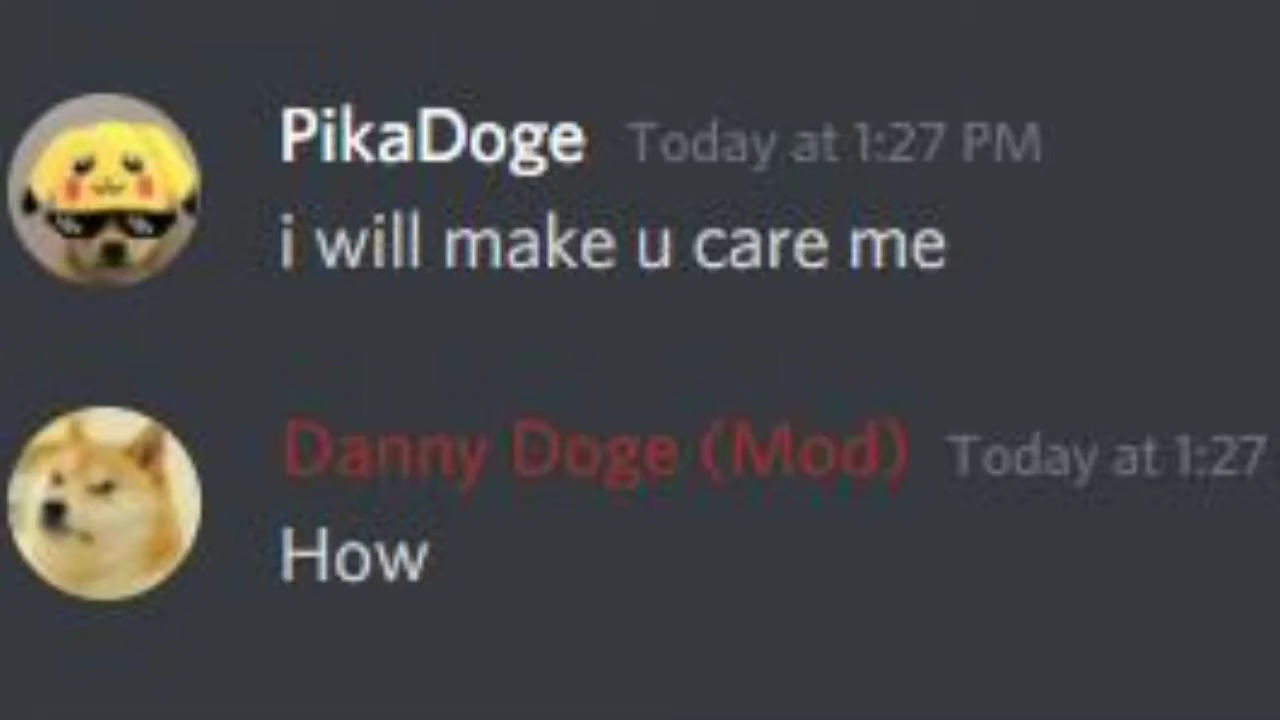 PikaDoge Today at 1:27 PM
i will make u care me
Danny Doge (Mod) Today at 1:27
How